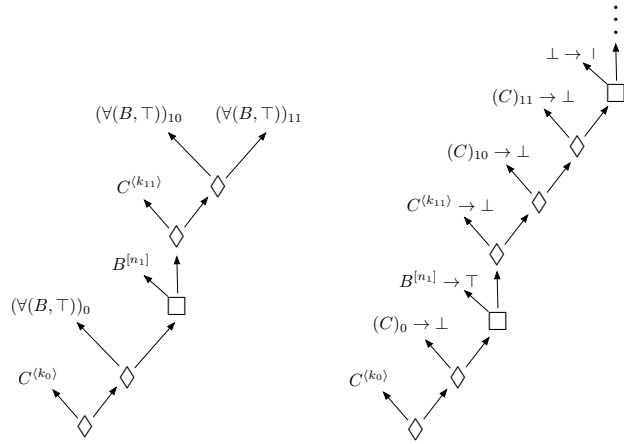 (∀(B, ⊤))₁₀ (∀(B, ⊤))₁₁
C^⟨k₁₁⟩
B^[n₁]
(∀(B, ⊤))₀
C^⟨k₀⟩
⊥ →
(C)₁₁ → ⊥
(C)₁₀ → ⊥
C^⟨k₁₁⟩ → ⊥
B^[n₁] → ⊤
(C)₀ → ⊥
C^⟨k₀⟩